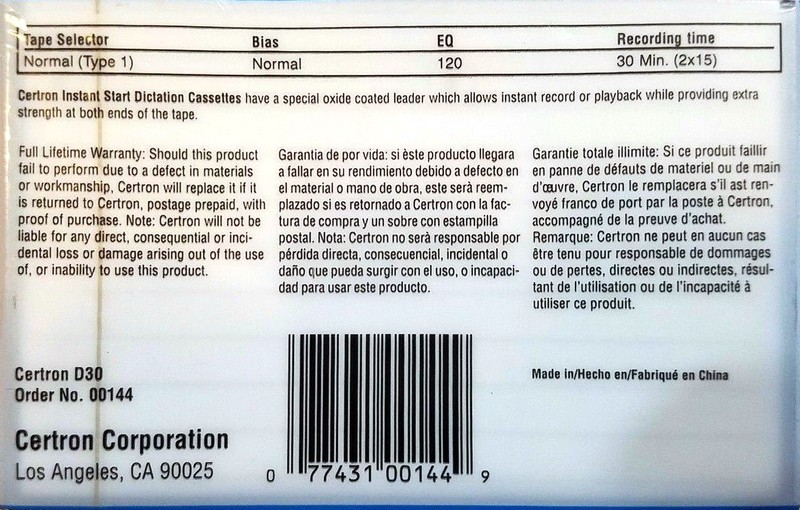 Tape Selector Bias EQ Recording time
Normal (Type 1) Normal 120 30 Min. (2x15)
Certron Instant Start Dictation Cassettes have a special oxide coated leader which allows instant record or playback while providing extra
strength at both ends of the tape.
Full Lifetime Warranty: Should this product
fail to perform due to a defect in materials
or workmanship, Certron will replace it if it
is returned to Certron, postage prepaid, with
proof of purchase. Note: Certron will not be
liable for any direct, consequential or inci-
dental loss or damage arising out of the use
of, or inability to use this product.
Garantia de por vida: si èste producto llegara
a fallar en su rendimiento debido a defecto en
el material o mano de obra, este serà reem-
plazado si es retornado a Certron con la fac-
tura de compra y un sobre con estampilla
postal. Nota: Certron no serà responsable por
pérdida directa, consecuencial, incidental o
daño que pueda surgir con el uso, o incapaci-
dad para usar este producto.
Garantie totale illimite: Si ce produit faillir
en panne de défauts de materiel ou de main
d'œuvre, Certron le remplacera s'il ast ren-
voyé franco de port par la poste à Certron,
accompagné de la preuve d'achat.
Remarque: Certron ne peut en aucun cas
être tenu pour responsable de dommages
ou de pertes, directes ou indirectes, résul-
tant de l'utilisation ou de l'incapacité à
utiliser ce produit.
Certron D30
Order No. 00144
Certron Corporation
Los Angeles, CA 90025
0 77431 00144 9
Made in/Hecho en/Fabriqué en China